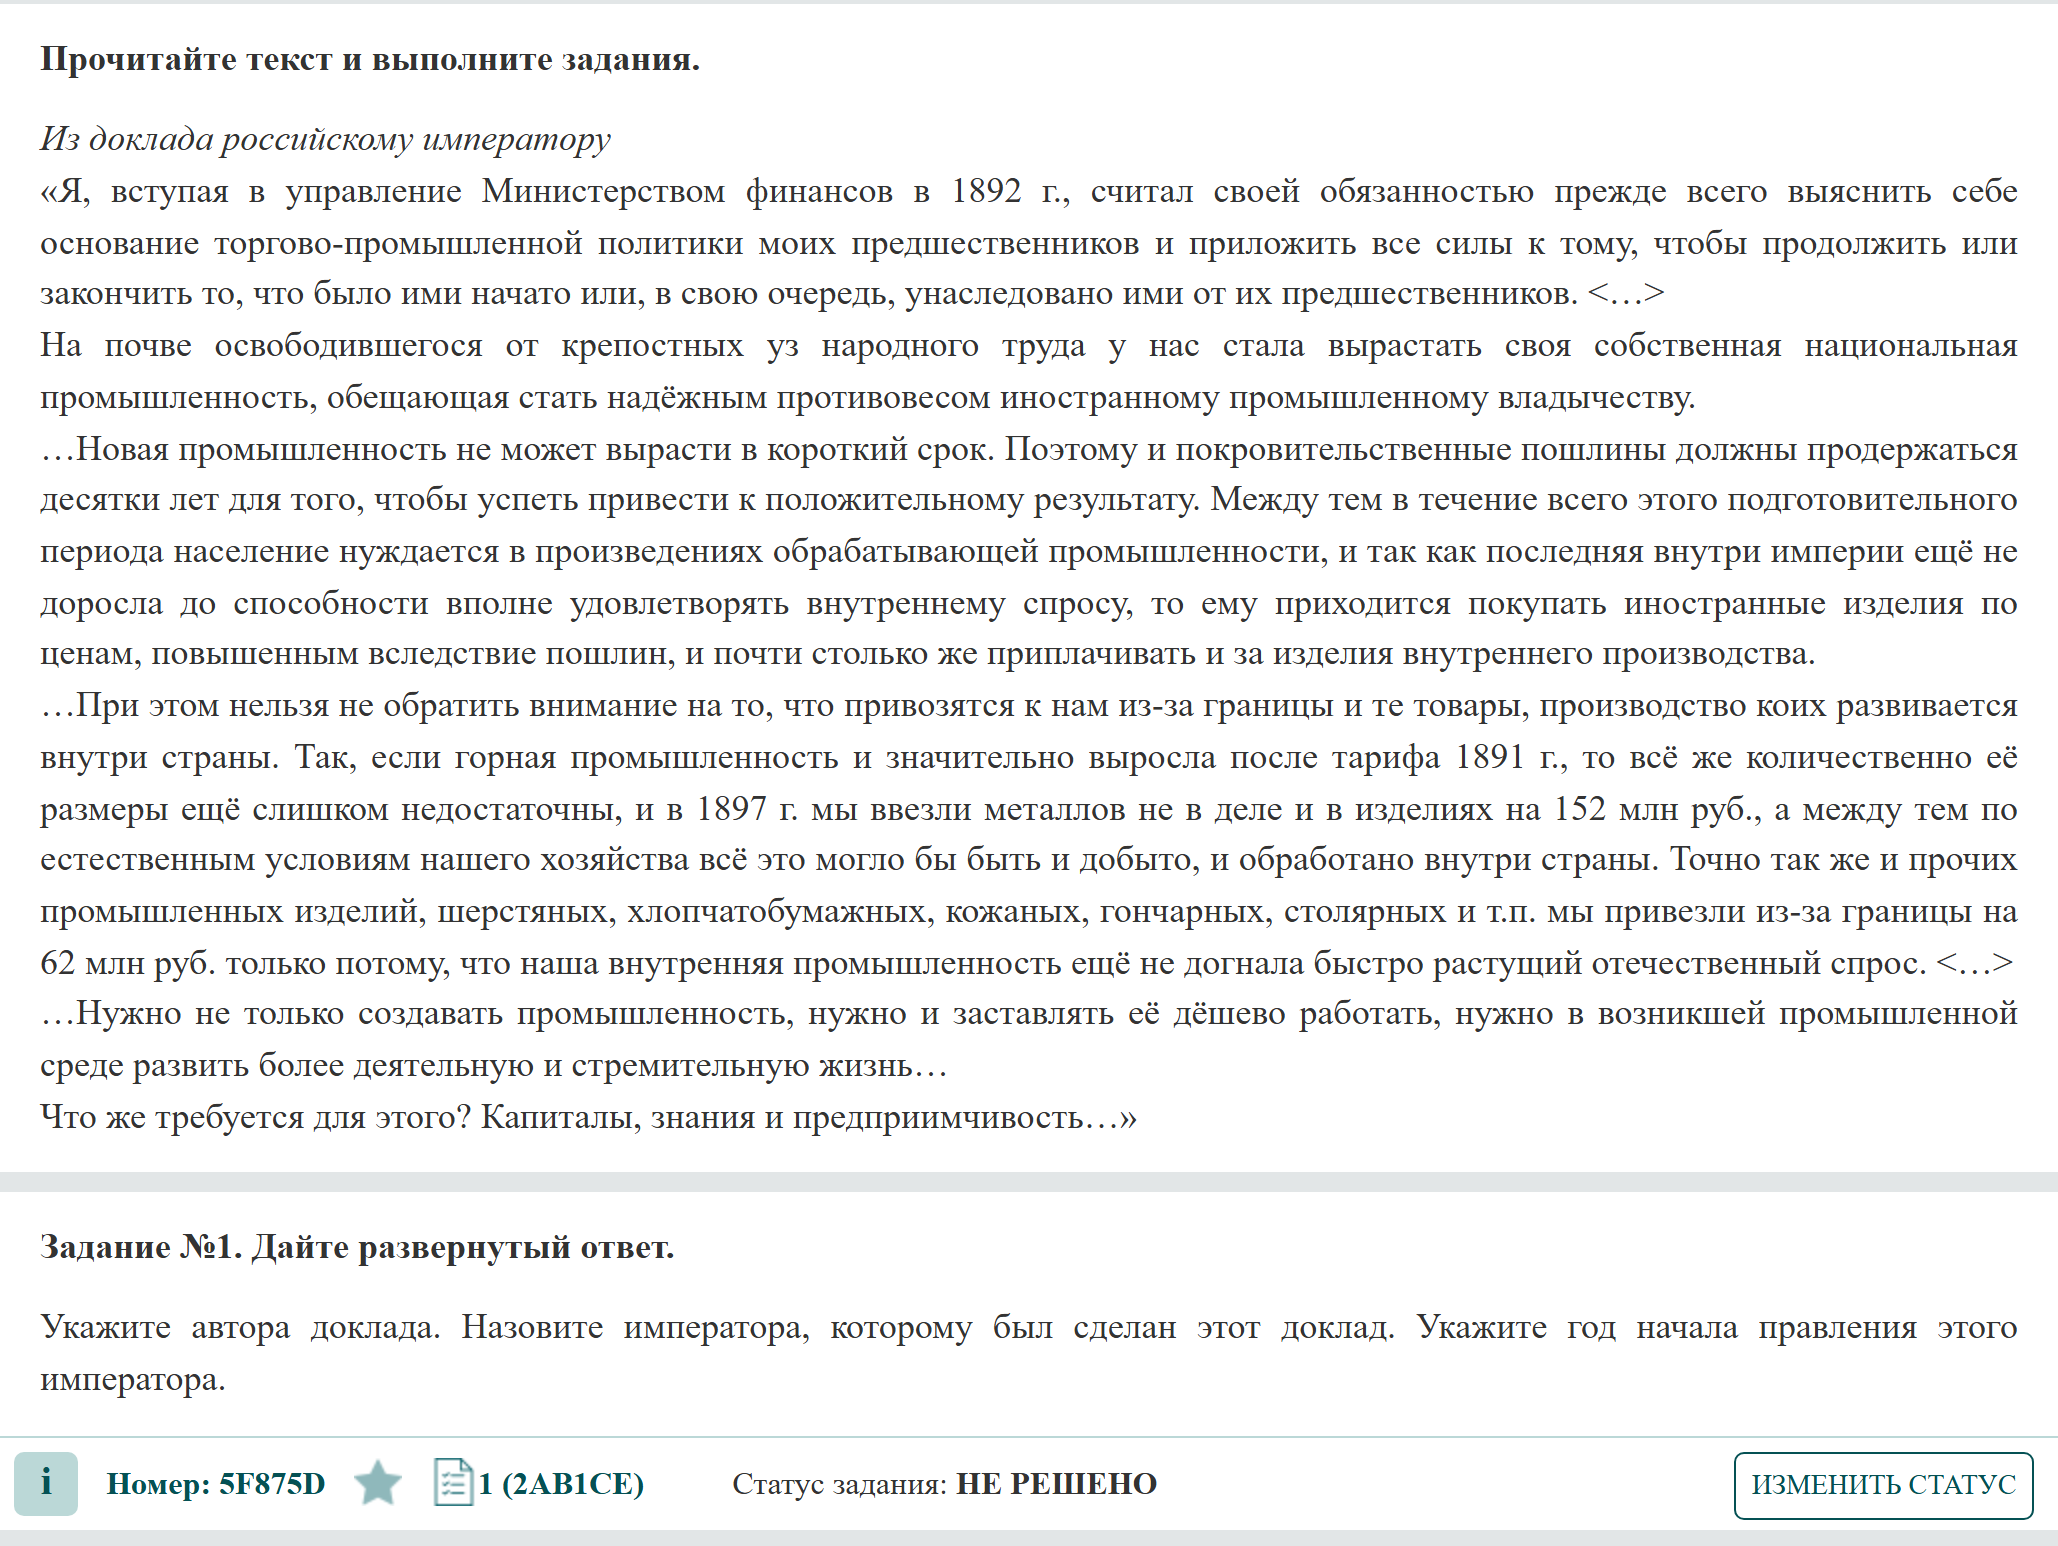 Прочитайте текст и выполните задания.
Из доклада российскому императору
«Я, вступая в управление Министерством финансов в 1892 г., считал своей обязанностью прежде всего выяснить себе
основание торгово-промышленной политики моих предшественников и приложить все силы к тому, чтобы продолжить или
закончить то, что было ими начато или, в свою очередь, унаследовано ими от их предшественников. <…>
На почве освободившегося от крепостных уз народного труда у нас стала вырастать своя собственная национальная
промышленность, обещающая стать надёжным противовесом иностранному промышленному владычеству.
…Новая промышленность не может вырасти в короткий срок. Поэтому и покровительственные пошлины должны продержаться
десятки лет для того, чтобы успеть привести к положительному результату. Между тем в течение всего этого подготовительного
периода население нуждается в произведениях обрабатывающей промышленности, и так как последняя внутри империи ещё не
доросла до способности вполне удовлетворять внутреннему спросу, то ему приходится покупать иностранные изделия по
ценам, повышенным вследствие пошлин, и почти столько же приплачивать и за изделия внутреннего производства.
…При этом нельзя не обратить внимание на то, что привозятся к нам из-за границы и те товары, производство коих развивается
внутри страны. Так, если горная промышленность и значительно выросла после тарифа 1891 г., то всё же количественно её
размеры ещё слишком недостаточны, и в 1897 г. мы ввезли металлов не в деле и в изделиях на 152 млн руб., а между тем по
естественным условиям нашего хозяйства всё это могло бы быть и добыто, и обработано внутри страны. Точно так же и прочих
промышленных изделий, шерстяных, хлопчатобумажных, кожаных, гончарных, столярных и т.п. мы привезли из-за границы на
62 млн руб. только потому, что наша внутренняя промышленность ещё не догнала быстро растущий отечественный спрос. <…>
…Нужно не только создавать промышленность, нужно и заставлять её дёшево работать, нужно в возникшей промышленной
среде развить более деятельную и стремительную жизнь…
Что же требуется для этого? Капиталы, знания и предприимчивость…»
Задание №1. Дайте развернутый ответ.
Укажите автора доклада. Назовите императора, которому был сделан этот доклад. Укажите год начала правления этого
императора.
i Номер: 5F875D 1 (2AB1CE) Статус задания: НЕ РЕШЕНО ИЗМЕНИТЬ СТАТУС